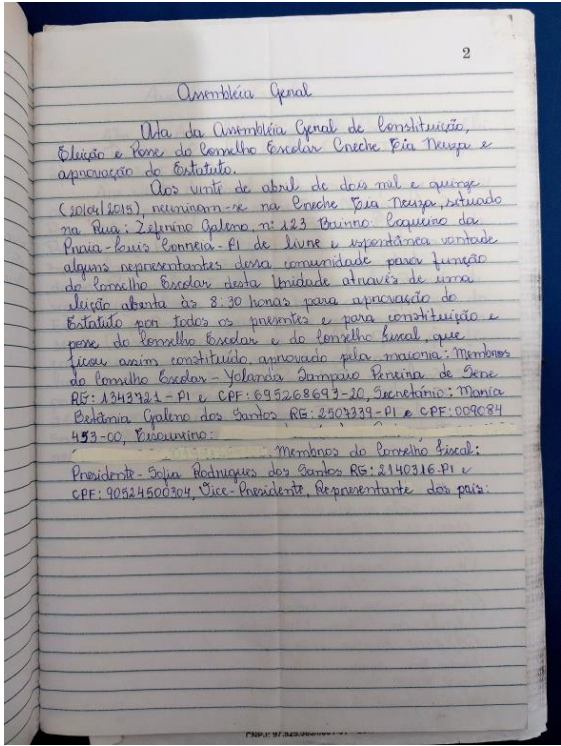 2
Assembléia Geral
Ata da Assembléia Geral de Constituição,
Eleição e Posse do Conselho Escolar Creche Tia Neuza e
aprovação do Estatuto.
Aos vinte de abril de dois mil e quinze
(20/04/2015) reuniram-se na Creche Tia Neuza, situado
na Rua: Zeferino Galeno, nº 123 Bairro: Coqueiro da
Praia-Luis Correia-PI de livre e espontânea vontade
alguns representantes dessa comunidade para função
do Conselho Escolar desta Unidade através de uma
eleição aberta às 8:30 horas para aprovação do
Estatuto por todos os presentes e para constituição e
posse do Conselho Escolar e do Conselho Fiscal, que
ficou assim constituído, aprovado pela maioria: Membros
do Conselho Escolar - Yolanda Sampaio Pereira de Sene
RG: 1343721-PI e CPF: 695268693-20, Secretário: Maria
Betânia Galeno dos Santos RG: 2507339-PI e CPF: 009084
453-00, Tesoureiro:
Membros do Conselho Fiscal:
Presidente - Sofia Rodrigues dos Santos RG: 2140316-PI e
CPF: 90524500304, Vice-Presidente, Representante dos pais: